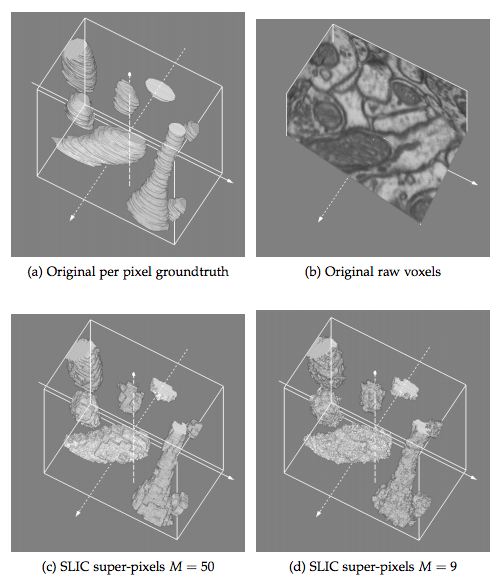 (a) Original per pixel groundtruth
(b) Original raw voxels
(c) SLIC super-pixels M = 50
(d) SLIC super-pixels M = 9